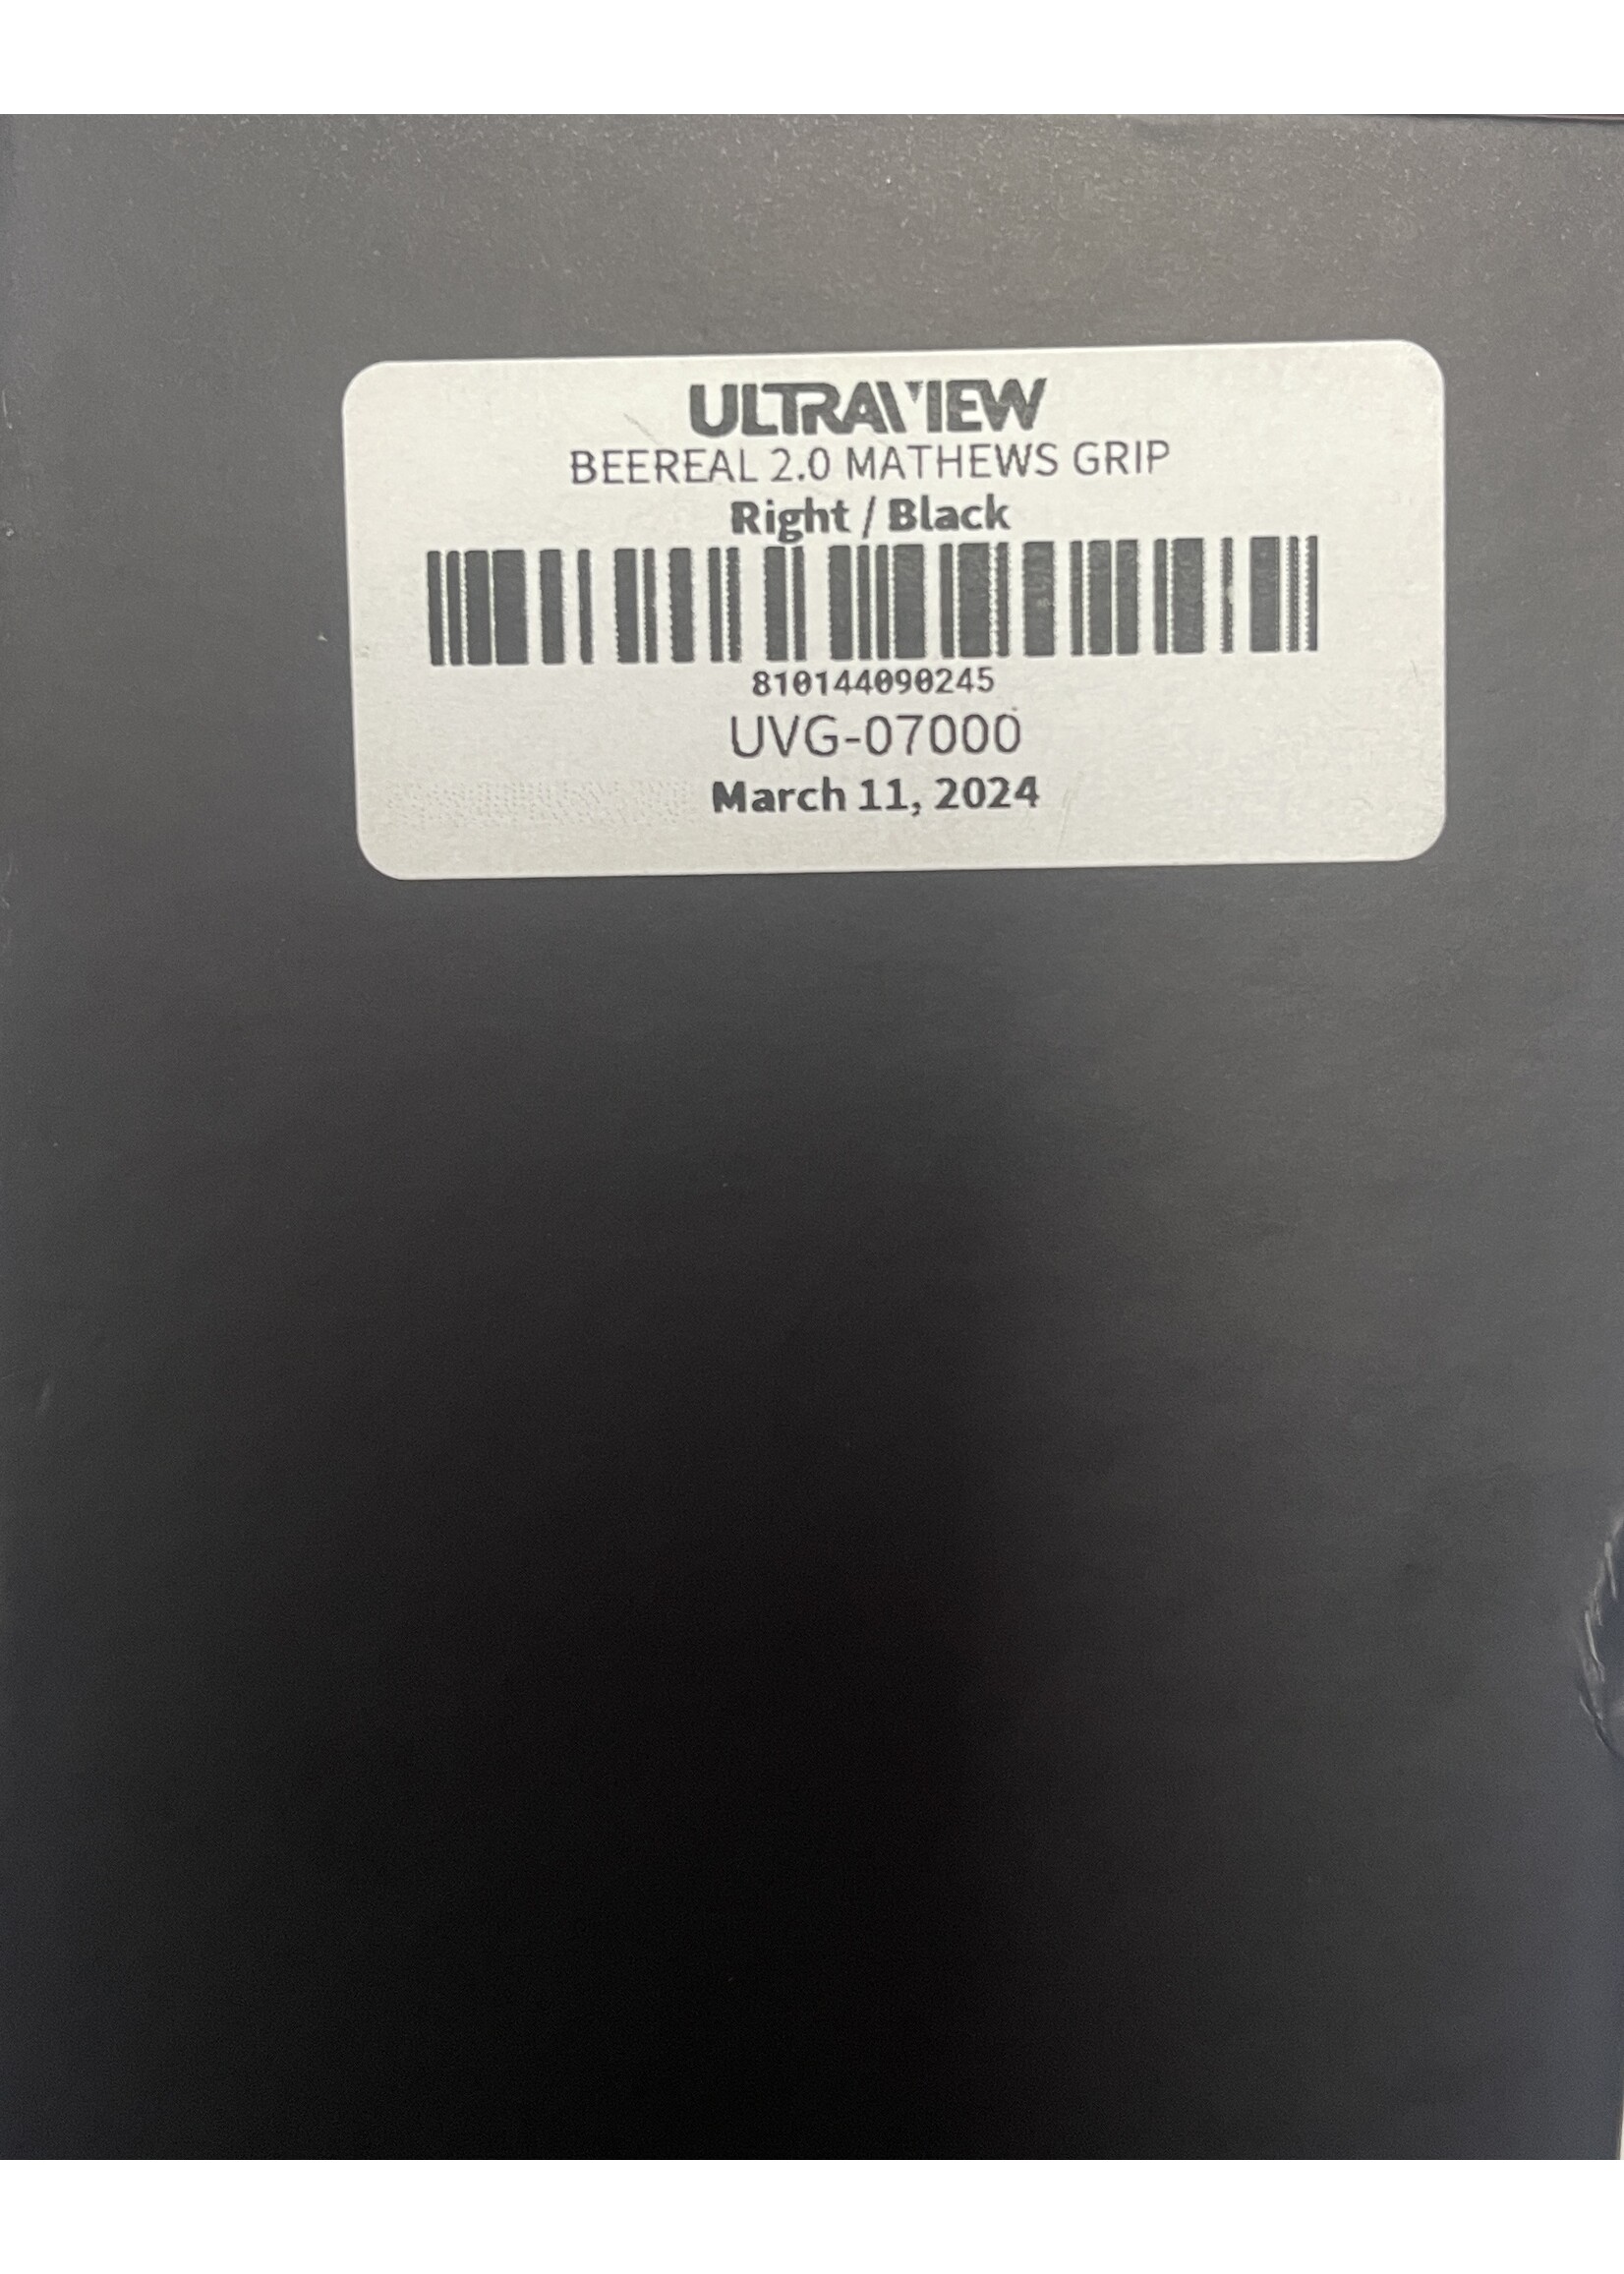 ULTRAVIEW
BEEREAL 2.0 MATHEWS GRIP
Right / Black
810144090245
UVG-07000
March 11, 2024